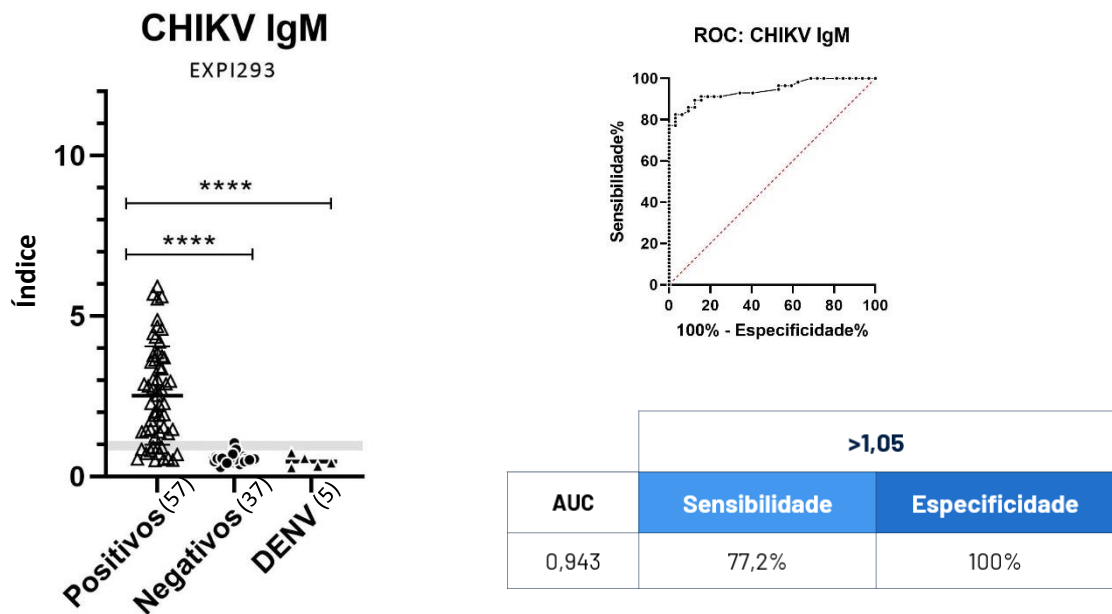 CHIKV IgM
EXPI293
Índice
10
5
0
****
****
Positivos (57)
Negativos (37)
DENV (5)
ROC: CHIKV IgM
Sensibilidade%
100
80
60
40
20
0
0 20 40 60 80 100
100% - Especificidade%
>1,05
AUC Sensibilidade Especificidade
0,943 77,2% 100%